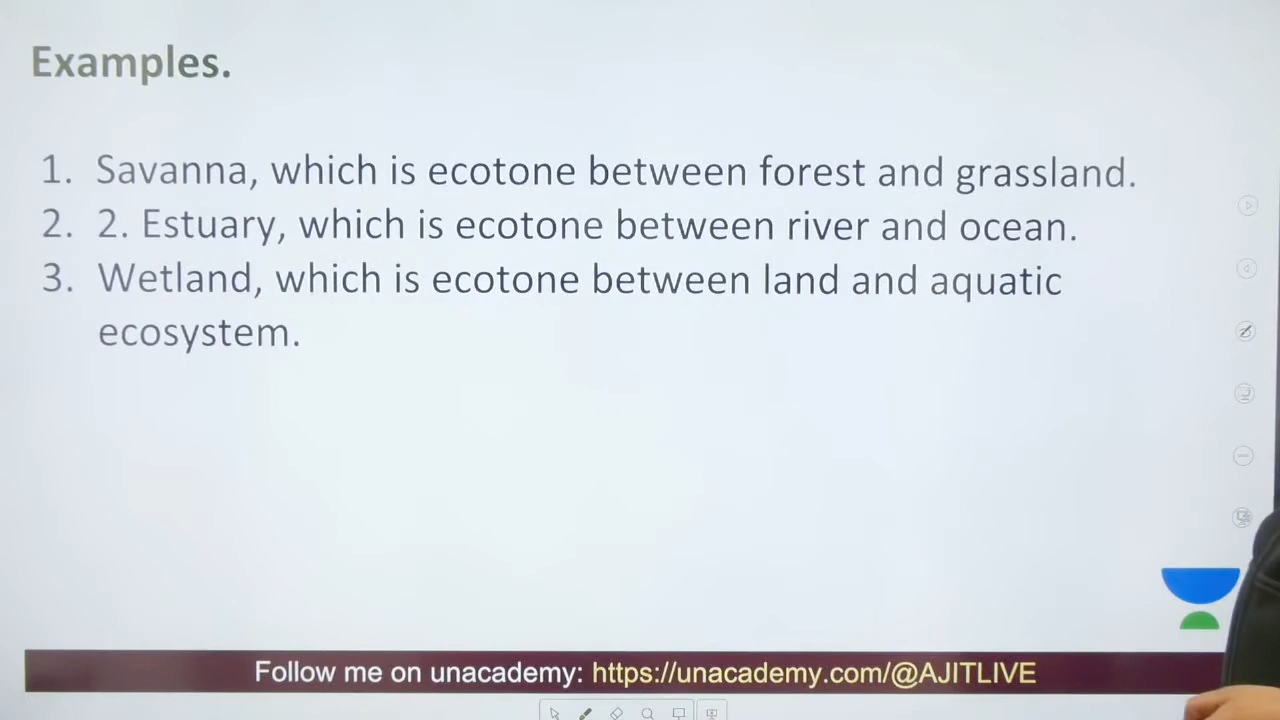 Examples.
1. Savanna, which is ecotone between forest and grassland.
2. 2. Estuary, which is ecotone between river and ocean.
3. Wetland, which is ecotone between land and aquatic
ecosystem.
Follow me on unacademy: https://unacademy.com/@AJITLIVE